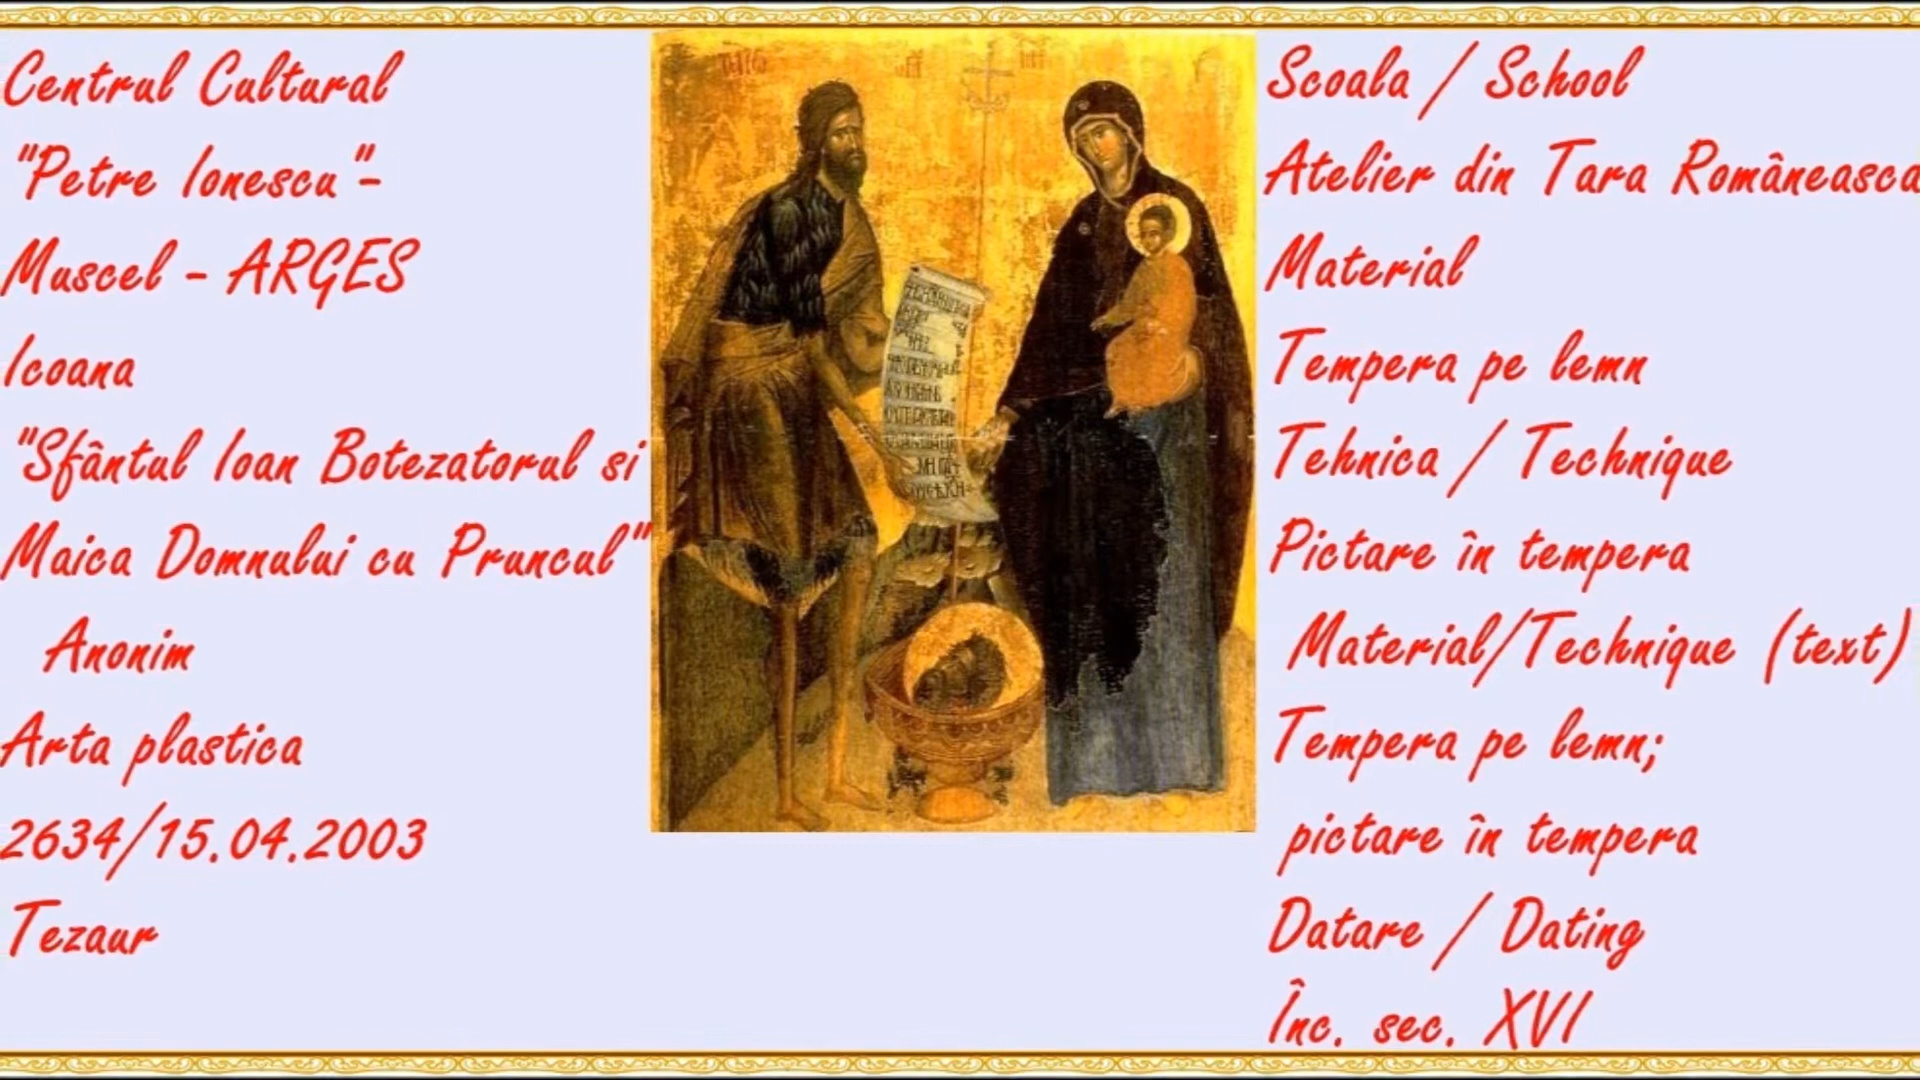 Centrul Cultural
"Petre Ionescu"-
Muscel - ARGES
Icoana
"Sfântul Ioan Botezatorul si
Maica Domnului cu Pruncul"
Anonim
Arta plastica
2634/15.04.2003
Tezaur
Scoala / School
Atelier din Tara Româneasca
Material
Tempera pe lemn
Tehnica / Technique
Pictare în tempera
Material/Technique (text)
Tempera pe lemn;
pictare în tempera
Datare / Dating
Înc. sec. XVI